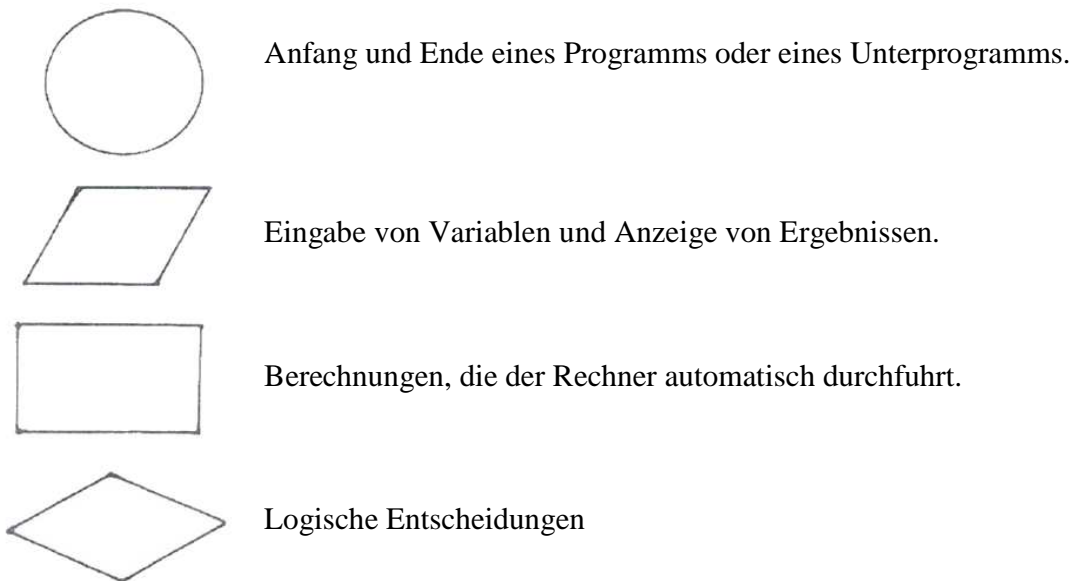 Anfang und Ende eines Programms oder eines Unterprogramms.
Eingabe von Variablen und Anzeige von Ergebnissen.
Berechnungen, die der Rechner automatisch durchfuhrt.
Logische Entscheidungen